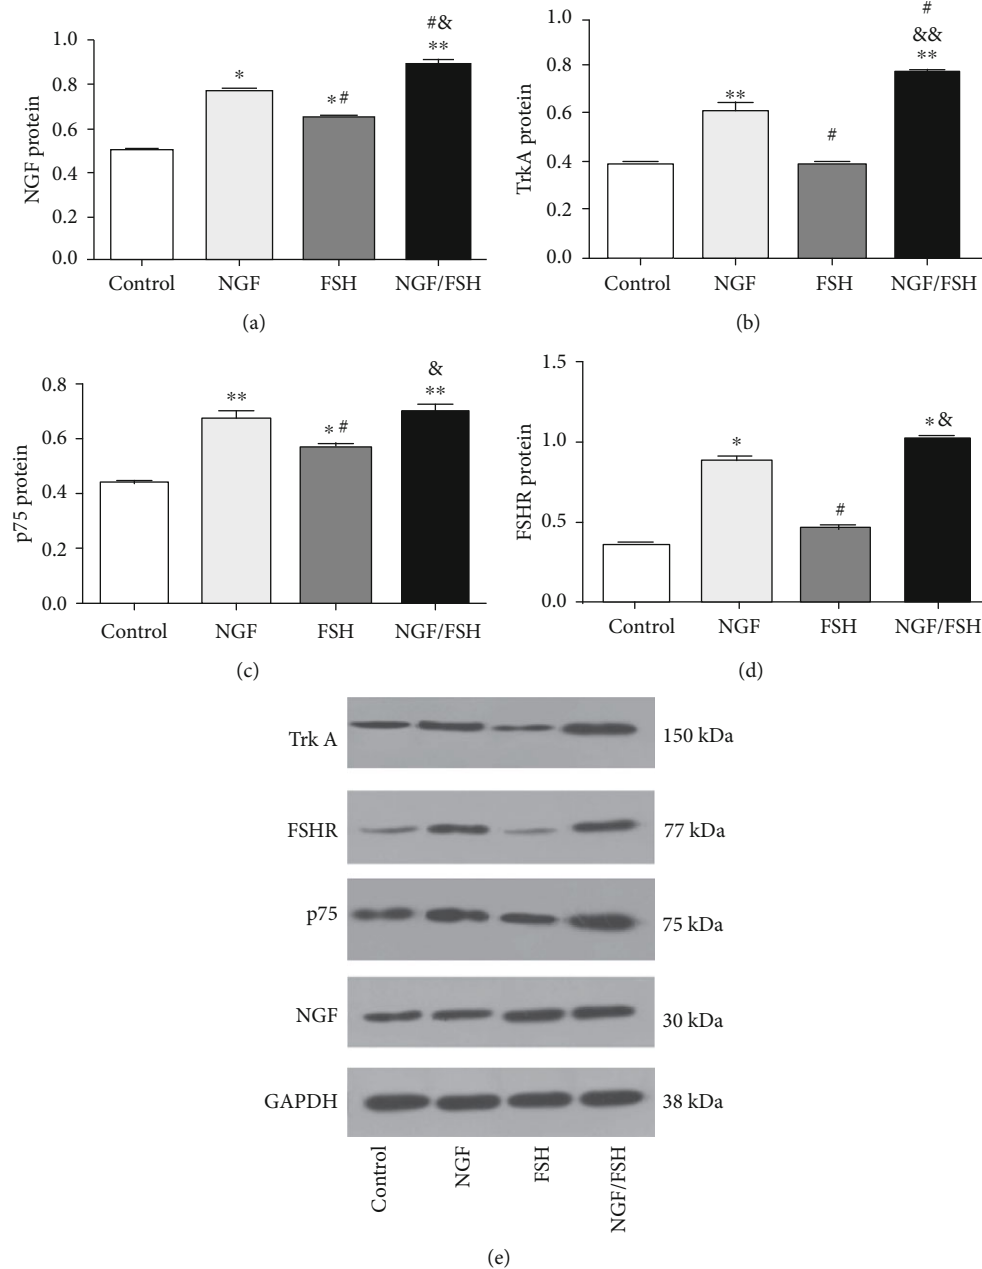 #&
**
*
*#
1.0
0.8
0.6
0.4
0.2
0.0
NGF protein
Control NGF FSH NGF/FSH
(a)
#
&&
**
**
#
1.0
0.8
0.6
0.4
0.2
0.0
TrkA protein
Control NGF FSH NGF/FSH
(b)
&
**
**
*#
0.8
0.6
0.4
0.2
0.0
p75 protein
Control NGF FSH NGF/FSH
(c)
*&
*
#
1.5
1.0
0.5
0.0
FSHR protein
Control NGF FSH NGF/FSH
(d)
Trk A 150 kDa
FSHR 77 kDa
p75 75 kDa
NGF 30 kDa
GAPDH 38 kDa
Control NGF FSH NGF/FSH
(e)